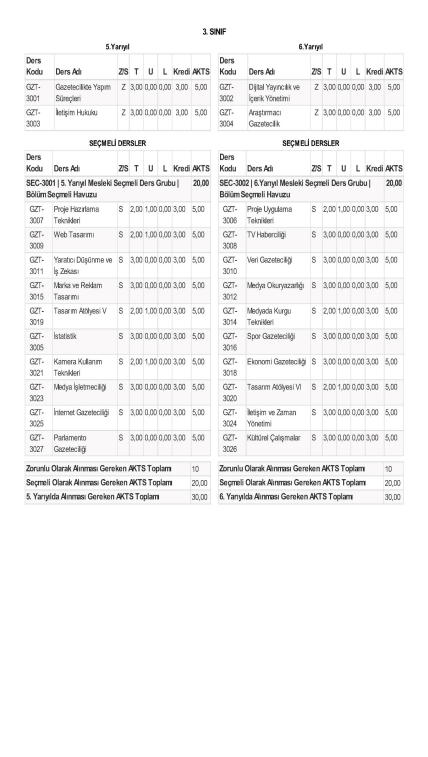 3. SINIF
5.Yarıyıl
Ders
Kodu Ders Adı Z/S T U L Kredi AKTS
GZT- Gazetecilikte Yapım Z 3,00 0,00 0,00 3,00 5,00
3001 Süreçleri
GZT- İletişim Hukuku Z 3,00 0,00 0,00 3,00 5,00
3003
SEÇMELİ DERSLER
Ders
Kodu Ders Adı Z/S T U L Kredi AKTS
SEC-3001 | 5. Yarıyıl Mesleki Seçmeli Ders Grubu | 20,00
Bölüm Seçmeli Havuzu
GZT- Proje Hazırlama S 2,00 1,00 0,00 3,00 5,00
3007 Teknikleri
GZT- Web Tasarımı S 2,00 1,00 0,00 3,00 5,00
3009
GZT- Yaratıcı Düşünme ve S 3,00 0,00 0,00 3,00 5,00
3011 İş Zekası
GZT- Marka ve Reklam S 3,00 0,00 0,00 3,00 5,00
3015 Tasarımı
GZT- Tasarım Atölyesi V S 2,00 1,00 0,00 3,00 5,00
3019
GZT- İstatistik S 3,00 0,00 0,00 3,00 5,00
3005
GZT- Kamera Kullanım S 2,00 1,00 0,00 3,00 5,00
3021 Teknikleri
GZT- Medya İşletmeciliği S 3,00 0,00 0,00 3,00 5,00
3023
GZT- İnternet Gazeteciliği S 3,00 0,00 0,00 3,00 5,00
3025
GZT- Parlamento S 3,00 0,00 0,00 3,00 5,00
3027 Gazeteciliği
Zorunlu Olarak Alınması Gereken AKTS Toplamı 10
Seçmeli Olarak Alınması Gereken AKTS Toplamı 20,00
5. Yarıyılda Alınması Gereken AKTS Toplamı 30,00
6.Yarıyıl
Ders
Kodu Ders Adı Z/S T U L Kredi AKTS
GZT- Dijital Yayıncılık ve Z 3,00 0,00 0,00 3,00 5,00
3002 İçerik Yönetimi
GZT- Araştırmacı Z 3,00 0,00 0,00 3,00 5,00
3004 Gazetecilik
SEÇMELİ DERSLER
Ders
Kodu Ders Adı Z/S T U L Kredi AKTS
SEC-3002 | 6.Yarıyıl Mesleki Seçmeli Ders Grubu | 20,00
Bölüm Seçmeli Havuzu
GZT- Proje Uygulama S 2,00 1,00 0,00 3,00 5,00
3006 Teknikleri
GZT- TV Haberciliği S 3,00 0,00 0,00 3,00 5,00
3008
GZT- Veri Gazeteciliği S 3,00 0,00 0,00 3,00 5,00
3010
GZT- Medya Okuryazarlığı S 3,00 0,00 0,00 3,00 5,00
3012
GZT- Medyada Kurgu S 2,00 1,00 0,00 3,00 5,00
3014 Teknikleri
GZT- Spor Gazeteciliği S 3,00 0,00 0,00 3,00 5,00
3016
GZT- Ekonomi Gazeteciliği S 3,00 0,00 0,00 3,00 5,00
3018
GZT- Tasarım Atölyesi VI S 2,00 1,00 0,00 3,00 5,00
3020
GZT- İletişim ve Zaman S 3,00 0,00 0,00 3,00 5,00
3024 Yönetimi
GZT- Kültürel Çalışmalar S 3,00 0,00 0,00 3,00 5,00
3026
Zorunlu Olarak Alınması Gereken AKTS Toplamı 10
Seçmeli Olarak Alınması Gereken AKTS Toplamı 20,00
6. Yarıyılda Alınması Gereken AKTS Toplamı 30,00